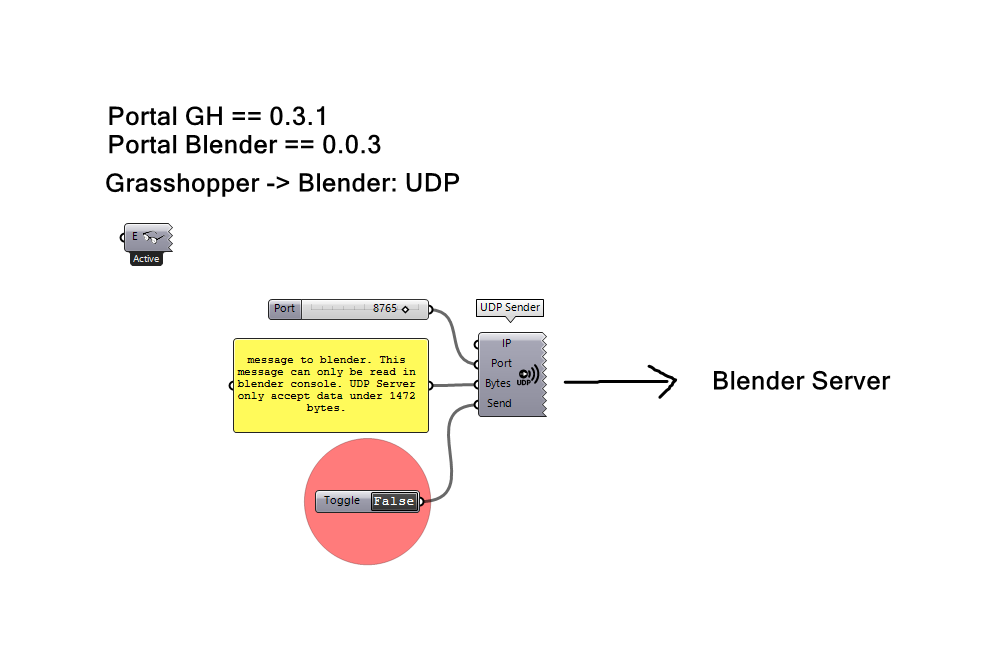 Portal GH == 0.3.1
Portal Blender == 0.0.3
Grasshopper -> Blender: UDP
E
Active
Port 8765
UDP Sender
message to blender. This
message can only be read in
blender console. UDP Server
only accept data under 1472
bytes.
IP
Port
Bytes
Send
UDP
Blender Server
Toggle False